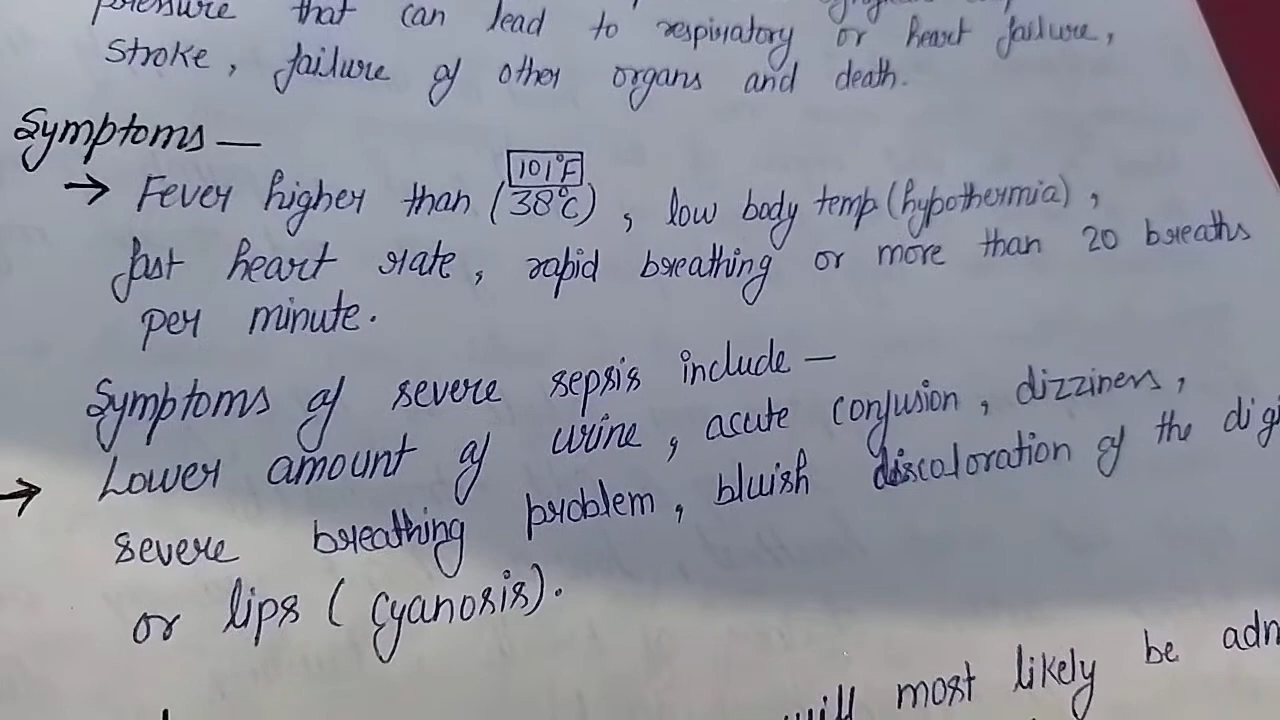 pressure that can lead to respiratory or heart failure,
Stroke, failure of other organs and death.
Symptoms —
→ Fever higher than (38°C), low body temp (hypothermia),
101°F
fast heart rate, rapid breathing or more than 20 breaths
per minute.
Symptoms of severe sepsis include —
→ Lower amount of urine, acute confusion, dizziness,
severe breathing problem, bluish discoloration of the digi
or lips (cyanosis).
will most likely be adm